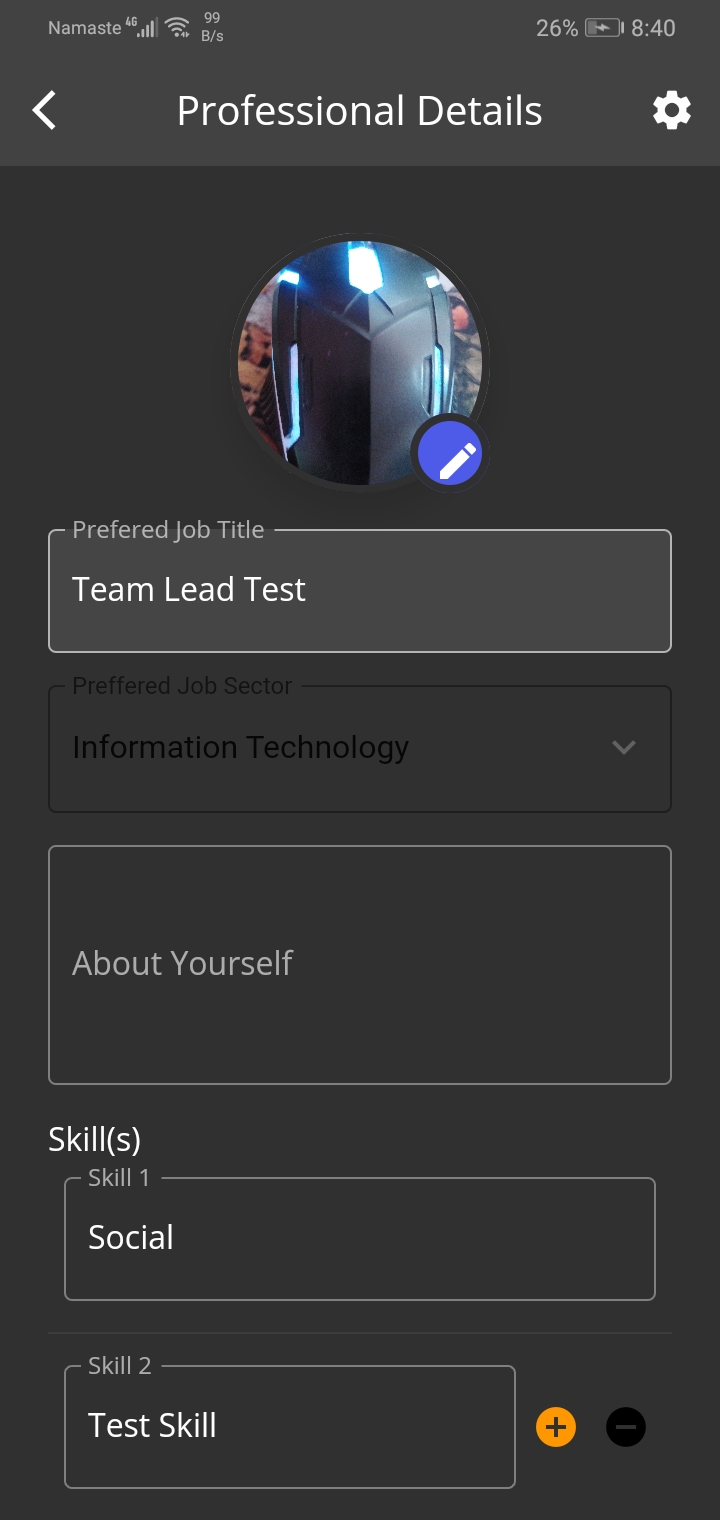 Namaste 4G 99 B/s 26% 8:40
Professional Details
Prefered Job Title
Team Lead Test
Preffered Job Sector
Information Technology
About Yourself
Skill(s)
Skill 1
Social
Skill 2
Test Skill